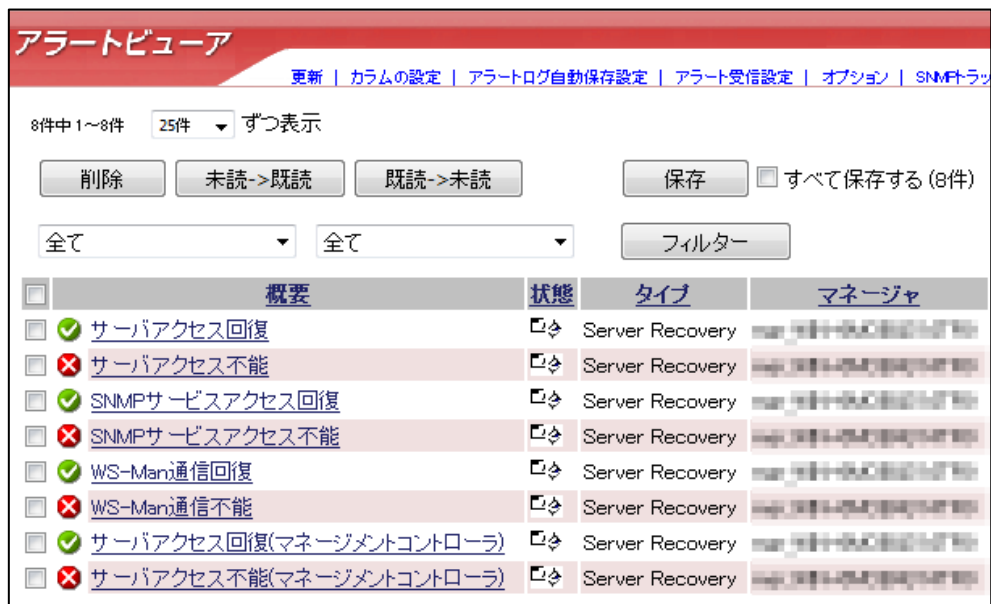 アラートビューア
更新 | カラムの設定 | アラートログ自動保存設定 | アラート受信設定 | オプション | SNMPトラッ
8件中 1～8件 25件 ずつ表示
削除 未読->既読 既読->未読 保存 すべて保存する (8件)
全て 全て フィルター
概要 状態 タイプ マネージャ
サーバアクセス回復 Server Recovery
サーバアクセス不能 Server Recovery
SNMPサービスアクセス回復 Server Recovery
SNMPサービスアクセス不能 Server Recovery
WS-Man通信回復 Server Recovery
WS-Man通信不能 Server Recovery
サーバアクセス回復(マネージメントコントローラ) Server Recovery
サーバアクセス不能(マネージメントコントローラ) Server Recovery